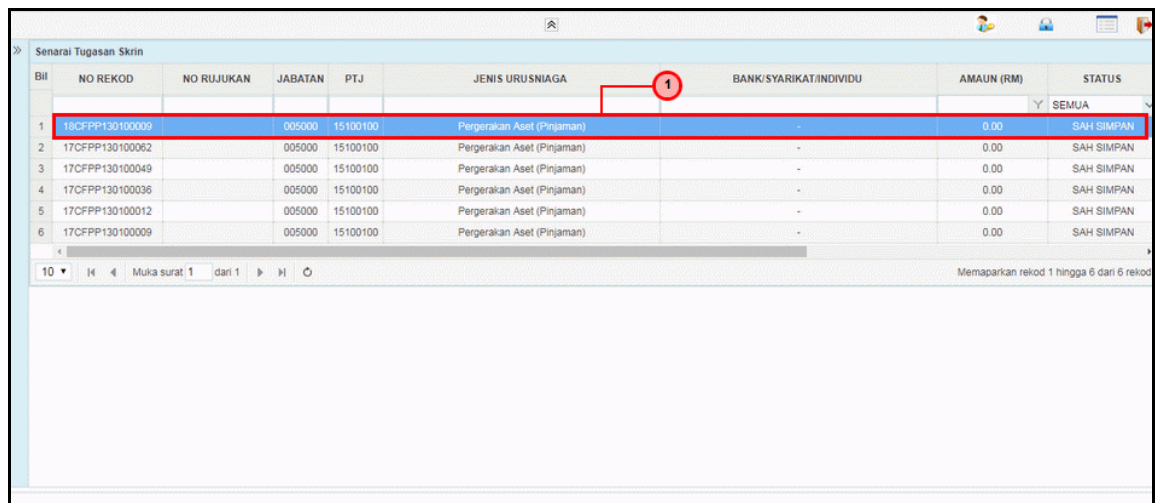 Senarai Tugasan Skrin
Bil NO REKOD NO RUJUKAN JABATAN PTJ JENIS URUSNIAGA BANK/SYARIKAT/INDIVIDU AMAUN (RM) STATUS
1
SEMUA
1 18CFPP130100009 005000 15100100 Pergerakan Aset (Pinjaman) - 0.00 SAH SIMPAN
2 17CFPP130100062 005000 15100100 Pergerakan Aset (Pinjaman) - 0.00 SAH SIMPAN
3 17CFPP130100049 005000 15100100 Pergerakan Aset (Pinjaman) - 0.00 SAH SIMPAN
4 17CFPP130100036 005000 15100100 Pergerakan Aset (Pinjaman) - 0.00 SAH SIMPAN
5 17CFPP130100012 005000 15100100 Pergerakan Aset (Pinjaman) - 0.00 SAH SIMPAN
6 17CFPP130100009 005000 15100100 Pergerakan Aset (Pinjaman) - 0.00 SAH SIMPAN
10 Muka surat 1 dari 1 Memaparkan rekod 1 hingga 6 dari 6 rekod